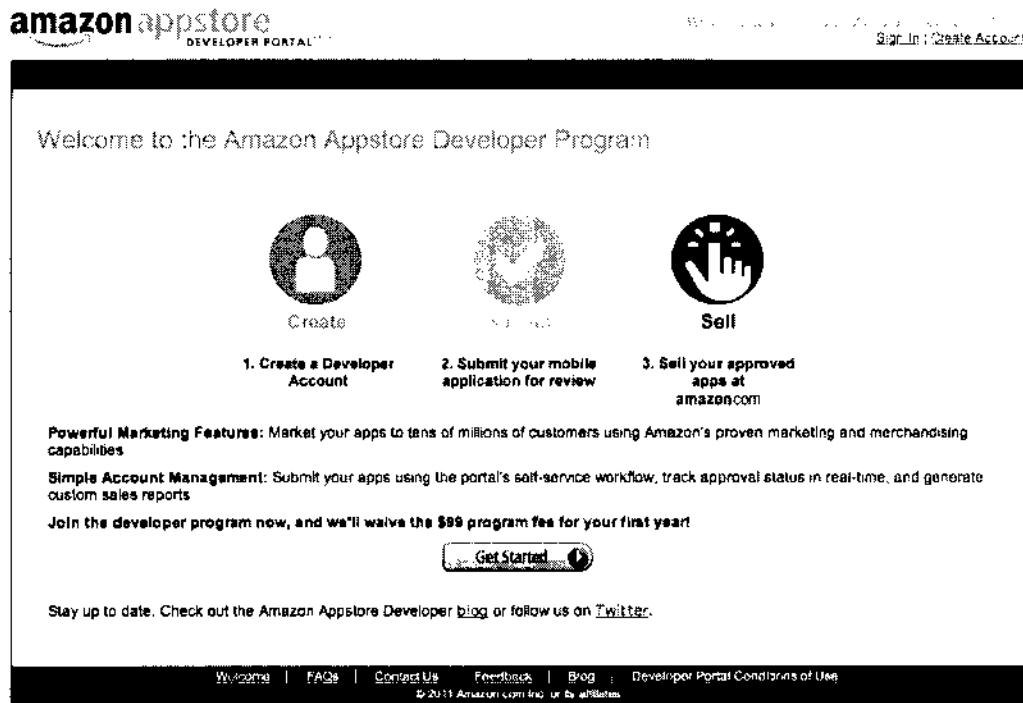 amazon appstore
DEVELOPER PORTAL
Sign In | Create Account
Welcome to the Amazon Appstore Developer Program
Create
Sell
1. Create a Developer
Account
2. Submit your mobile
application for review
3. Sell your approved
apps at
amazon.com
Powerful Marketing Features: Market your apps to tens of millions of customers using Amazon's proven marketing and merchandising
capabilities
Simple Account Management: Submit your apps using the portal's self-service workflow, track approval status in real-time, and generate
custom sales reports
Join the developer program now, and we'll waive the $99 program fee for your first year!
Get Started
Stay up to date. Check out the Amazon Appstore Developer blog or follow us on Twitter.
Welcome | FAQs | Contact Us | Feedback | Blog | Developer Portal Conditions of Use
© 2011 Amazon.com Inc. or its affiliates